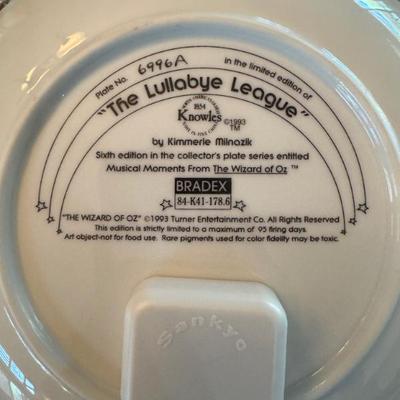 Plate No. 6996A in the limited edition of
"The Lullabye League"
1854
Knowles ©1993
TM
by Kimmerle Milnazik
Sixth edition in the collector's plate series entitled
Musical Moments From The Wizard of Oz ™
BRADEX
84-K41-178.6
"THE WIZARD OF OZ" ©1993 Turner Entertainment Co. All Rights Reserved
This edition is strictly limited to a maximum of 95 firing days.
Art object-not for food use. Rare pigments used for color fidelity may be toxic.
Sankyo